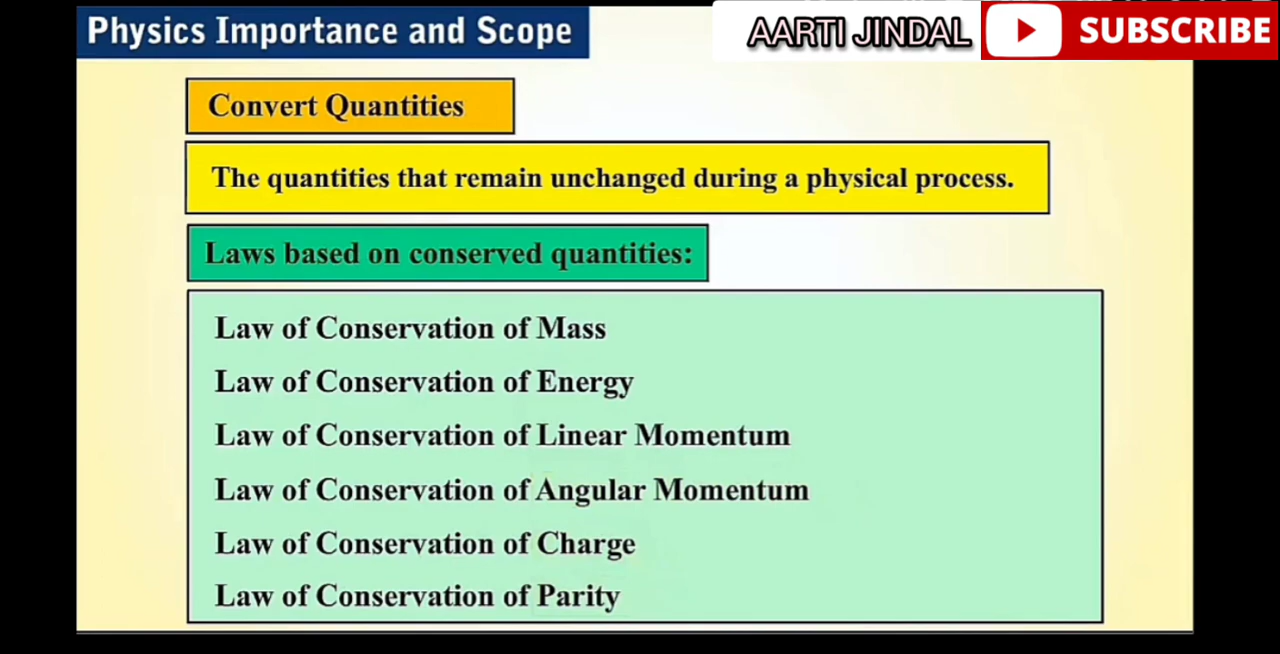 Physics Importance and Scope
AARTI JINDAL
SUBSCRIBE
Convert Quantities
The quantities that remain unchanged during a physical process.
Laws based on conserved quantities:
Law of Conservation of Mass
Law of Conservation of Energy
Law of Conservation of Linear Momentum
Law of Conservation of Angular Momentum
Law of Conservation of Charge
Law of Conservation of Parity